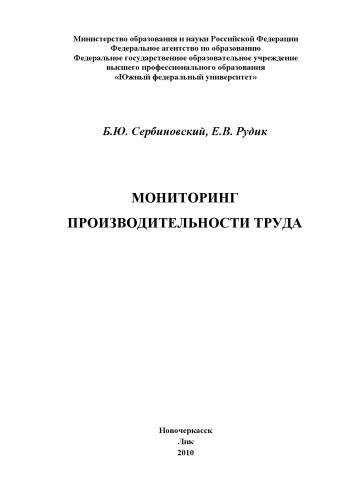 Министерство образования и науки Российской Федерации
Федеральное агентство по образованию
Федеральное государственное образовательное учреждение
высшего профессионального образования
«Южный федеральный университет»
Б.Ю. Сербиновский, Е.В. Рудик
МОНИТОРИНГ
ПРОИЗВОДИТЕЛЬНОСТИ ТРУДА
Новочеркасск
Лик
2010